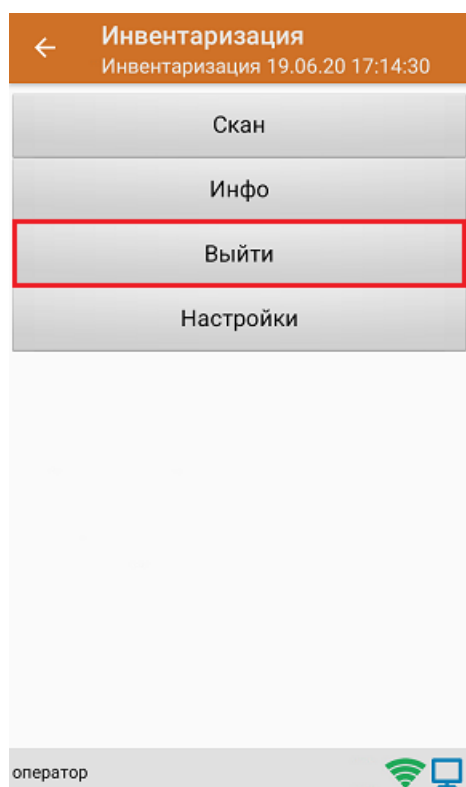 Инвентаризация
Инвентаризация 19.06.20 17:14:30
Скан
Инфо
Выйти
Настройки
оператор